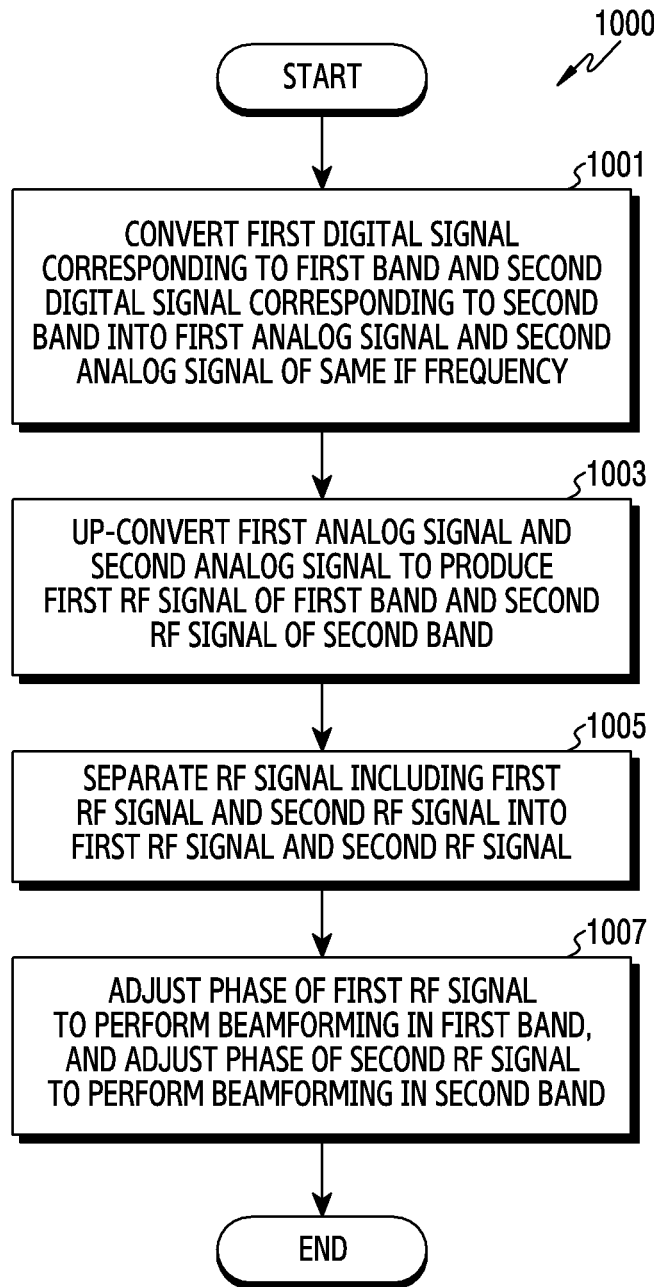 1000
START
1001
CONVERT FIRST DIGITAL SIGNAL
CORRESPONDING TO FIRST BAND AND SECOND
DIGITAL SIGNAL CORRESPONDING TO SECOND
BAND INTO FIRST ANALOG SIGNAL AND SECOND
ANALOG SIGNAL OF SAME IF FREQUENCY
1003
UP-CONVERT FIRST ANALOG SIGNAL AND
SECOND ANALOG SIGNAL TO PRODUCE
FIRST RF SIGNAL OF FIRST BAND AND SECOND
RF SIGNAL OF SECOND BAND
1005
SEPARATE RF SIGNAL INCLUDING FIRST
RF SIGNAL AND SECOND RF SIGNAL INTO
FIRST RF SIGNAL AND SECOND RF SIGNAL
1007
ADJUST PHASE OF FIRST RF SIGNAL
TO PERFORM BEAMFORMING IN FIRST BAND,
AND ADJUST PHASE OF SECOND RF SIGNAL
TO PERFORM BEAMFORMING IN SECOND BAND
END